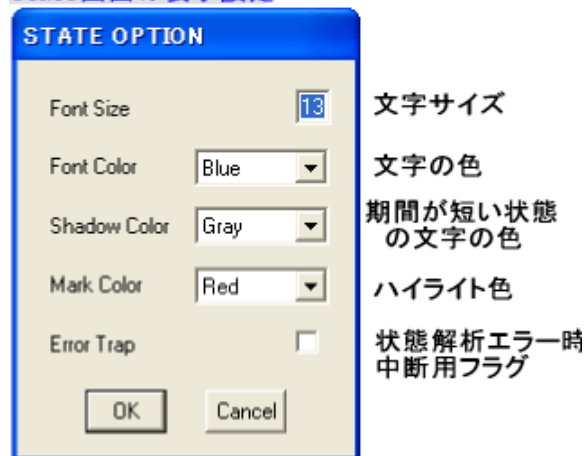 STATE OPTION
Font Size 13 文字サイズ
Font Color Blue 文字の色
Shadow Color Gray 期間が短い状態
の文字の色
Mark Color Red ハイライト色
Error Trap 状態解析エラー時
中断用フラグ
OK Cancel